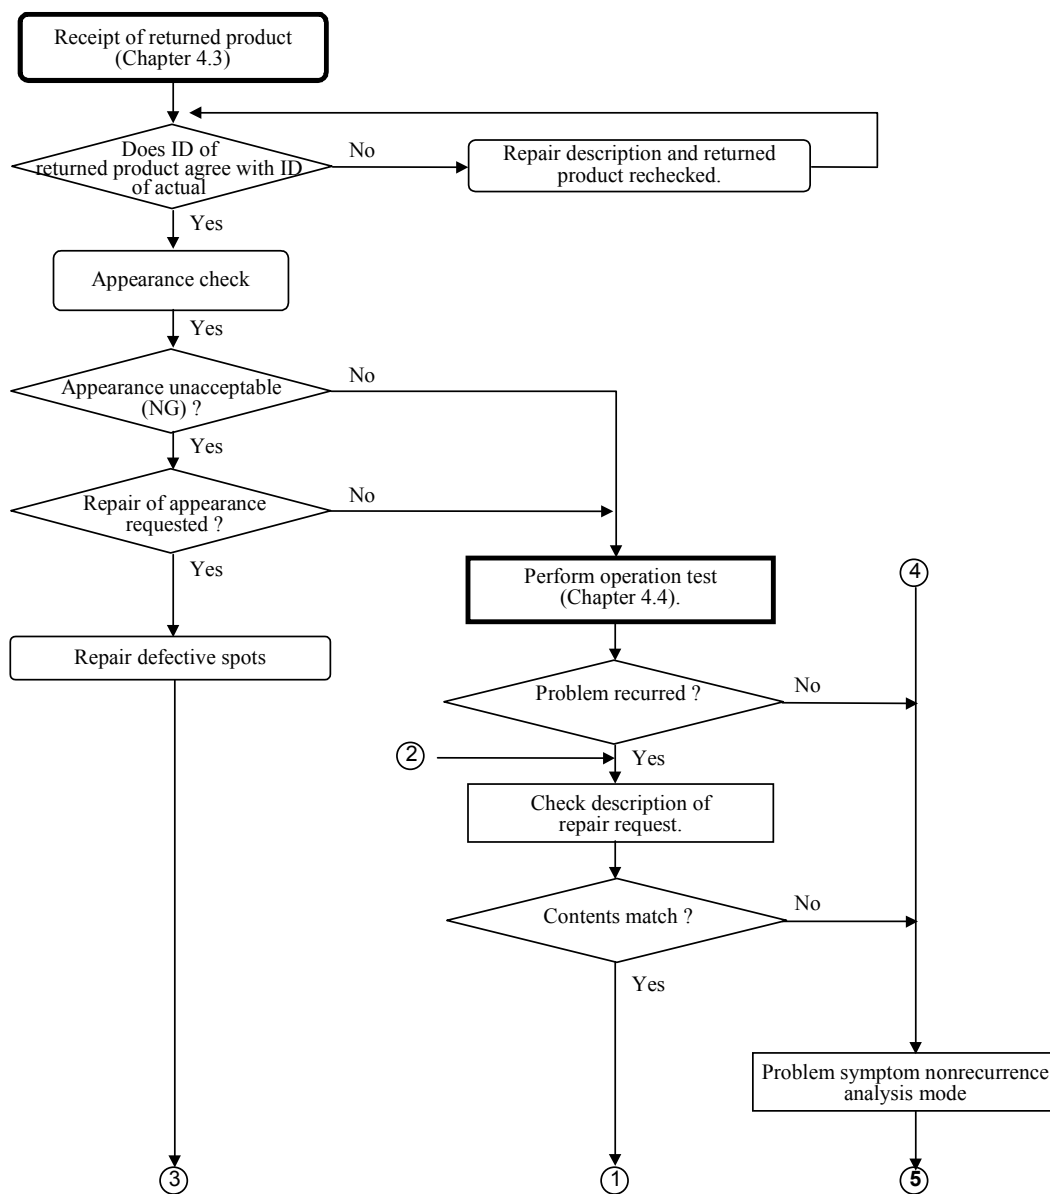 Receipt of returned product
(Chapter 4.3)
Does ID of
returned product agree with ID
of actual
No
Repair description and returned
product rechecked.
Yes
Appearance check
Yes
Appearance unacceptable
(NG) ?
No
Yes
Repair of appearance
requested ?
No
Yes
Perform operation test
(Chapter 4.4).
4
Repair defective spots
Problem recurred ?
No
2
Yes
Check description of
repair request.
Contents match ?
No
Yes
Problem symptom nonrecurrence
analysis mode
3
1
5